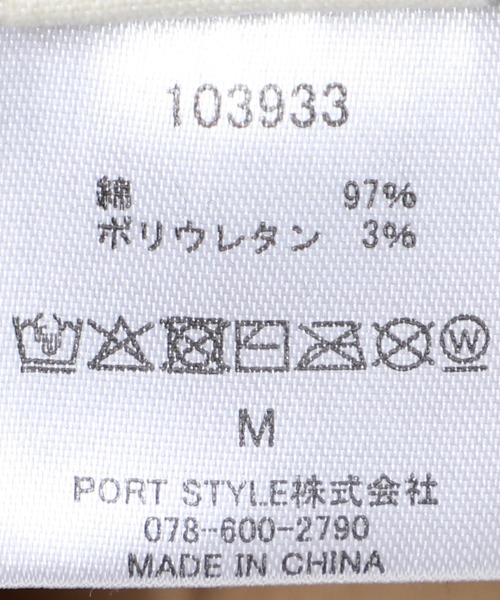 103933
綿 97%
ポリウレタン 3%
W
M
PORT STYLE株式会社
078-600-2790
MADE IN CHINA